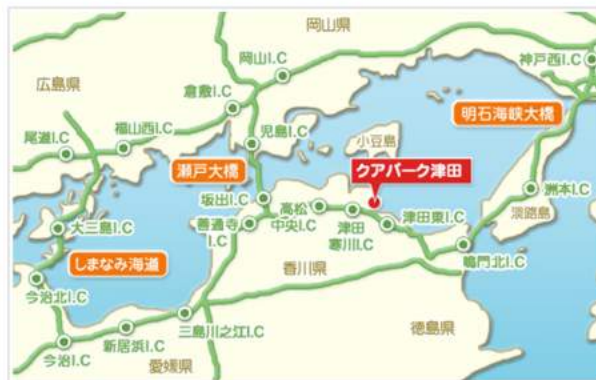 岡山県
神戸西I.C
岡山I.C
広島県
倉敷I.C
明石海峡大橋
福山西I.C
尾道I.C
児島I.C
小豆島
瀬戸大橋
クアパーク津田
洲本I.C
坂出I.C
高松
中央I.C
津田
寒川I.C
津田東I.C
淡路島
善通寺
I.C
大三島I.C
鳴門北I.C
しまなみ海道
香川県
今治北I.C
三島川之江I.C
徳島県
新居浜I.C
今治I.C
愛媛県